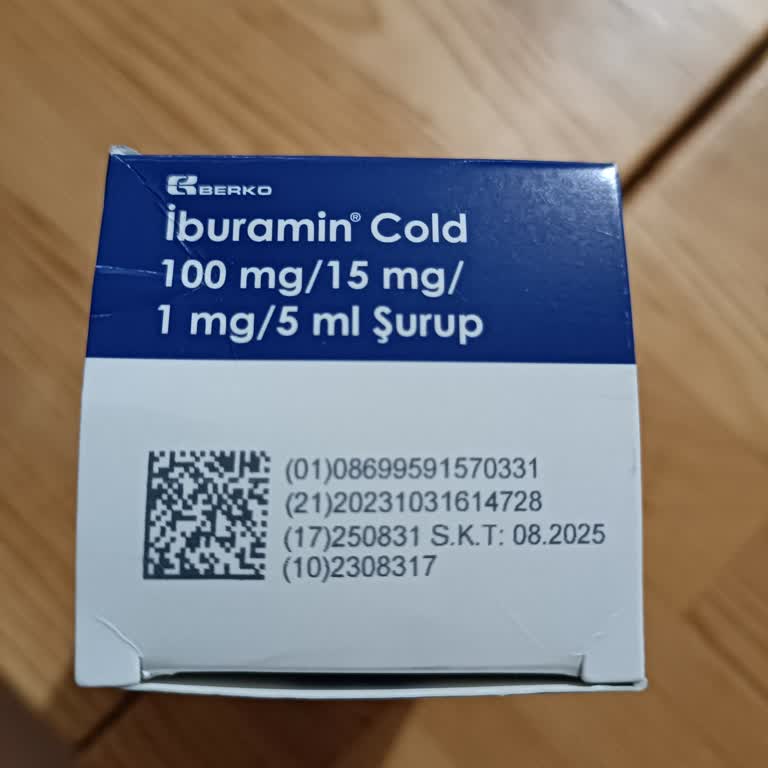 BERKO
İburamin® Cold
100 mg/15 mg/
1 mg/5 ml Şurup
(01)08699591570331
(21)20231031614728
(17)250831 S.K.T: 08.2025
(10)2308317